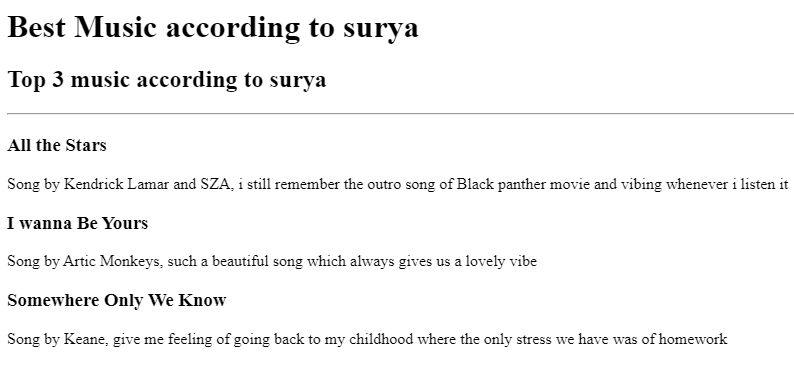 Best Music according to surya
Top 3 music according to surya
All the Stars
Song by Kendrick Lamar and SZA, i still remember the outro song of Black panther movie and vibing whenever i listen it
I wanna Be Yours
Song by Artic Monkeys, such a beautiful song which always gives us a lovely vibe
Somewhere Only We Know
Song by Keane, give me feeling of going back to my childhood where the only stress we have was of homework